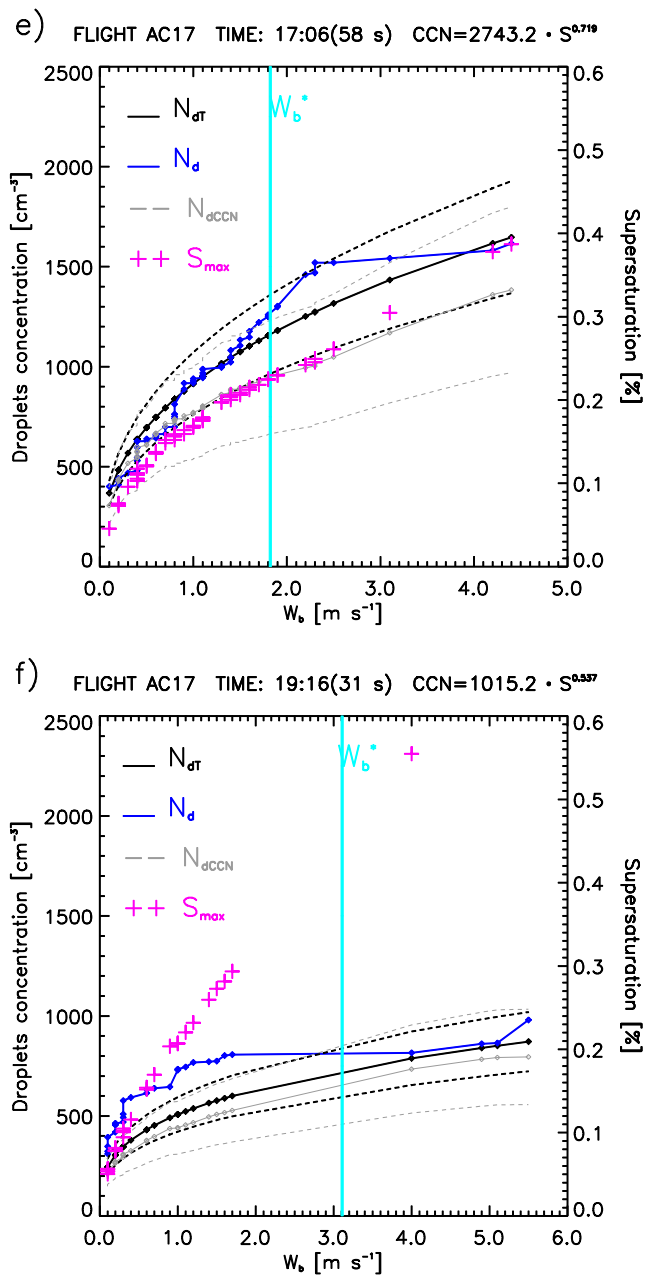 e) FLIGHT AC17 TIME: 17:06(58 s) CCN=2743.2 • S^0.719
2500
2000
1500
1000
500
0
Droplets concentration [cm⁻³]
N_dT
N_d
N_dCCN
S_max
W_b*
0.6
0.5
0.4
0.3
0.2
0.1
0.0
Supersaturation [%]
0.0 1.0 2.0 3.0 4.0 5.0
W_b [m s⁻¹]
f) FLIGHT AC17 TIME: 19:16(31 s) CCN=1015.2 • S^0.537
2500
2000
1500
1000
500
0
Droplets concentration [cm⁻³]
N_dT
N_d
N_dCCN
S_max
W_b*
0.6
0.5
0.4
0.3
0.2
0.1
0.0
Supersaturation [%]
0.0 1.0 2.0 3.0 4.0 5.0 6.0
W_b [m s⁻¹]